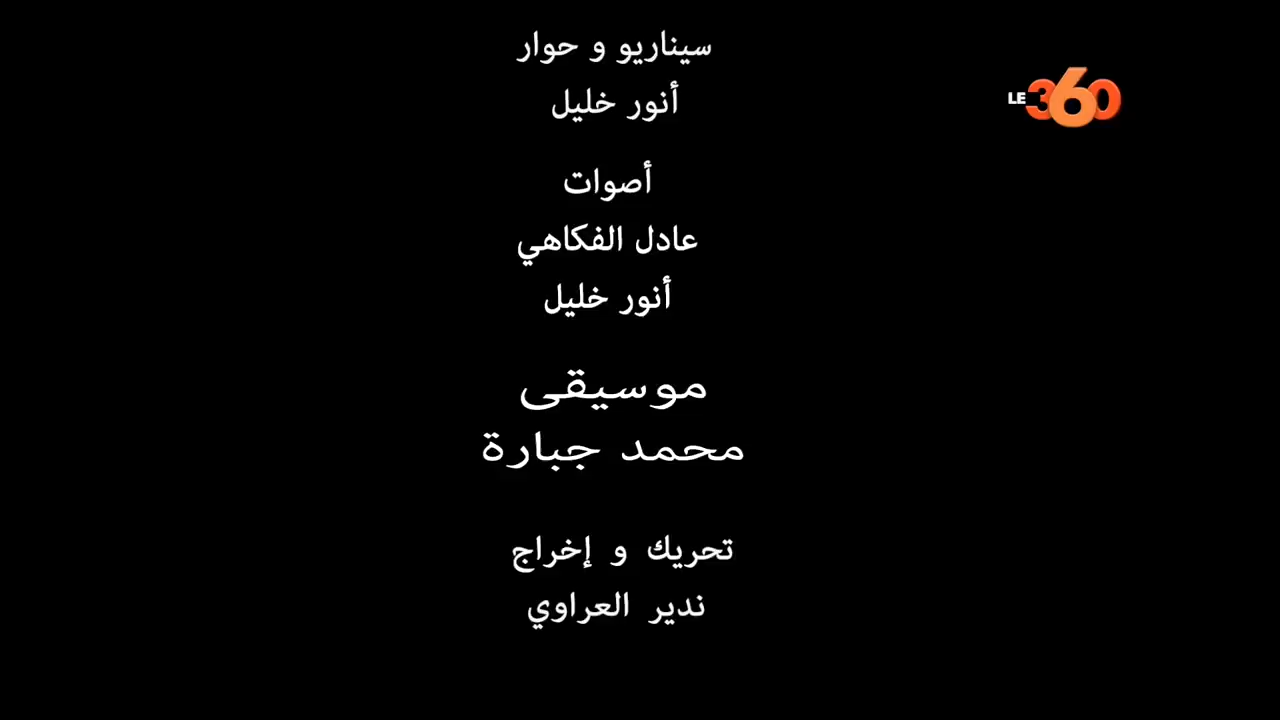 سيناريو و حوار
LE 360
أنور خليل
أصوات
عادل الفكاهي
أنور خليل
موسيقى
محمد جبارة
تحريك و إخراج
ندير العراوي